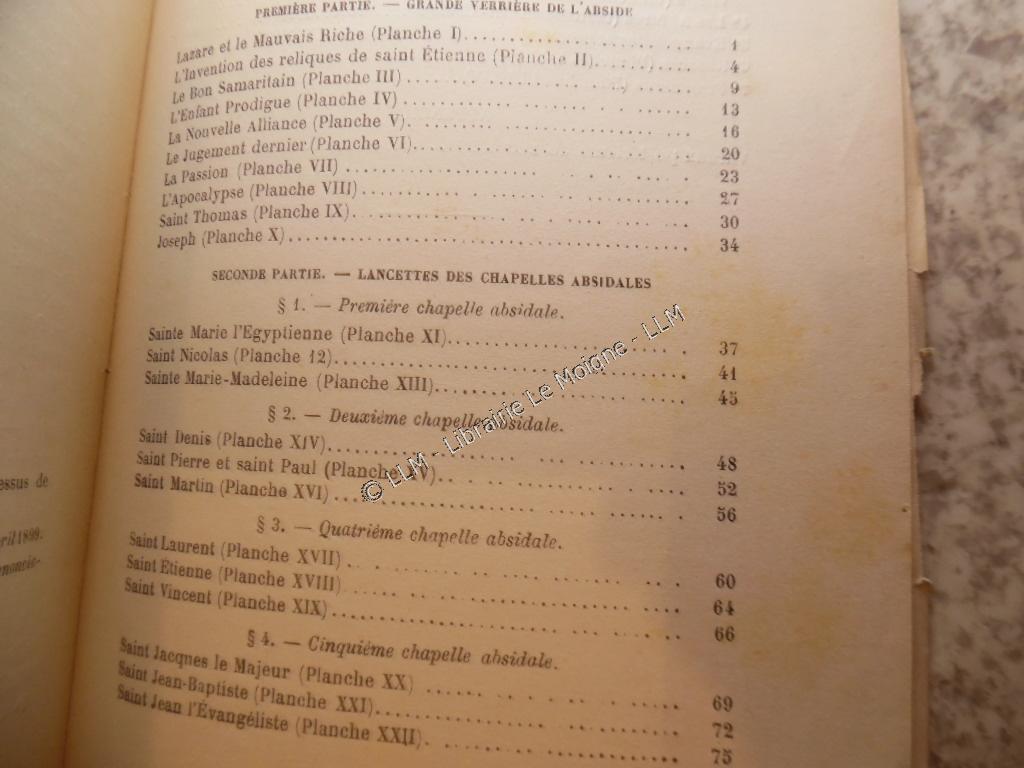 PREMIÈRE PARTIE. — GRANDE VERRIÈRE DE L'ABSIDE
Lazare et le Mauvais Riche (Planche I) 1
L'Invention des reliques de saint Étienne (Planche II) 4
Le Bon Samaritain (Planche III) 9
L'Enfant Prodigue (Planche IV) 13
La Nouvelle Alliance (Planche V) 16
Le Jugement dernier (Planche VI) 20
La Passion (Planche VII) 23
L'Apocalypse (Planche VIII) 27
Saint Thomas (Planche IX) 30
Joseph (Planche X) 34
SECONDE PARTIE. — LANCETTES DES CHAPELLES ABSIDALES
§ 1. — Première chapelle absidale.
Sainte Marie l'Egyptienne (Planche XI) 37
Saint Nicolas (Planche 12) 41
Sainte Marie-Madeleine (Planche XIII) 45
§ 2. — Deuxième chapelle absidale.
Saint Denis (Planche XIV) 48
Saint Pierre et saint Paul (Planche XV) 52
Saint Martin (Planche XVI) 56
§ 3. — Quatrième chapelle absidale.
Saint Laurent (Planche XVII) 60
Saint Étienne (Planche XVIII) 64
Saint Vincent (Planche XIX) 66
§ 4. — Cinquième chapelle absidale.
Saint Jacques le Majeur (Planche XX) 69
Saint Jean-Baptiste (Planche XXI) 72
Saint Jean l'Évangéliste (Planche XXII) 75
essus de
ril 1899.
© LLM - Librairie Le Moigne - LLM